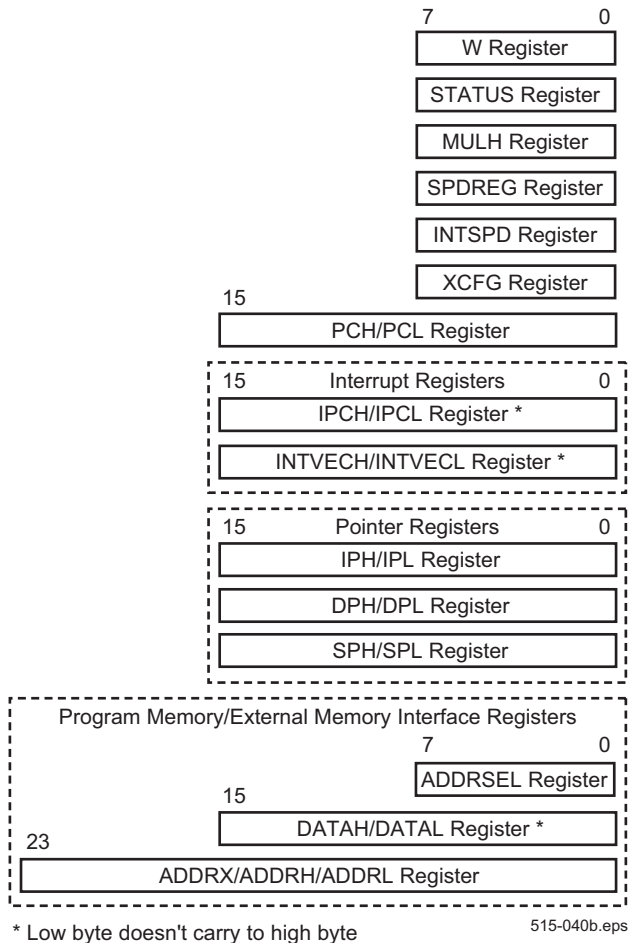 7 0
W Register
STATUS Register
MULH Register
SPDREG Register
INTSPD Register
XCFG Register
15
PCH/PCL Register
15 Interrupt Registers 0
IPCH/IPCL Register *
INTVECH/INTVECL Register *
15 Pointer Registers 0
IPH/IPL Register
DPH/DPL Register
SPH/SPL Register
Program Memory/External Memory Interface Registers
7 0
ADDRSEL Register
15
DATAH/DATAL Register *
23
ADDRX/ADDRH/ADDRL Register
* Low byte doesn't carry to high byte
515-040b.eps